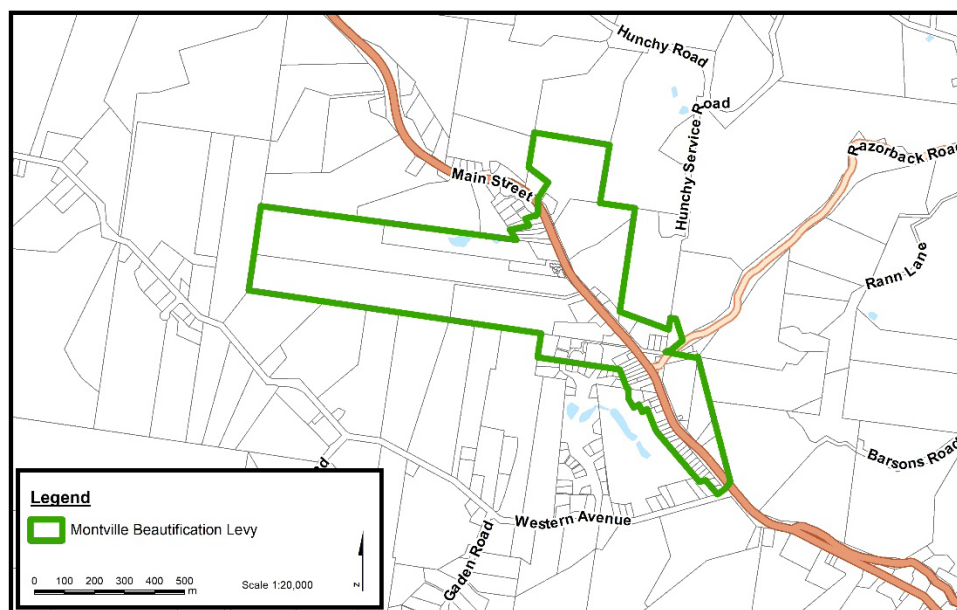 Hunchy Road
Hunchy Service Road
Razorback Road
Main Street
Rann Lane
Barsons Road
Western Avenue
Gaden Road
Legend
Montville Beautification Levy
0 100 200 300 400 500
m
Scale 1:20,000
z